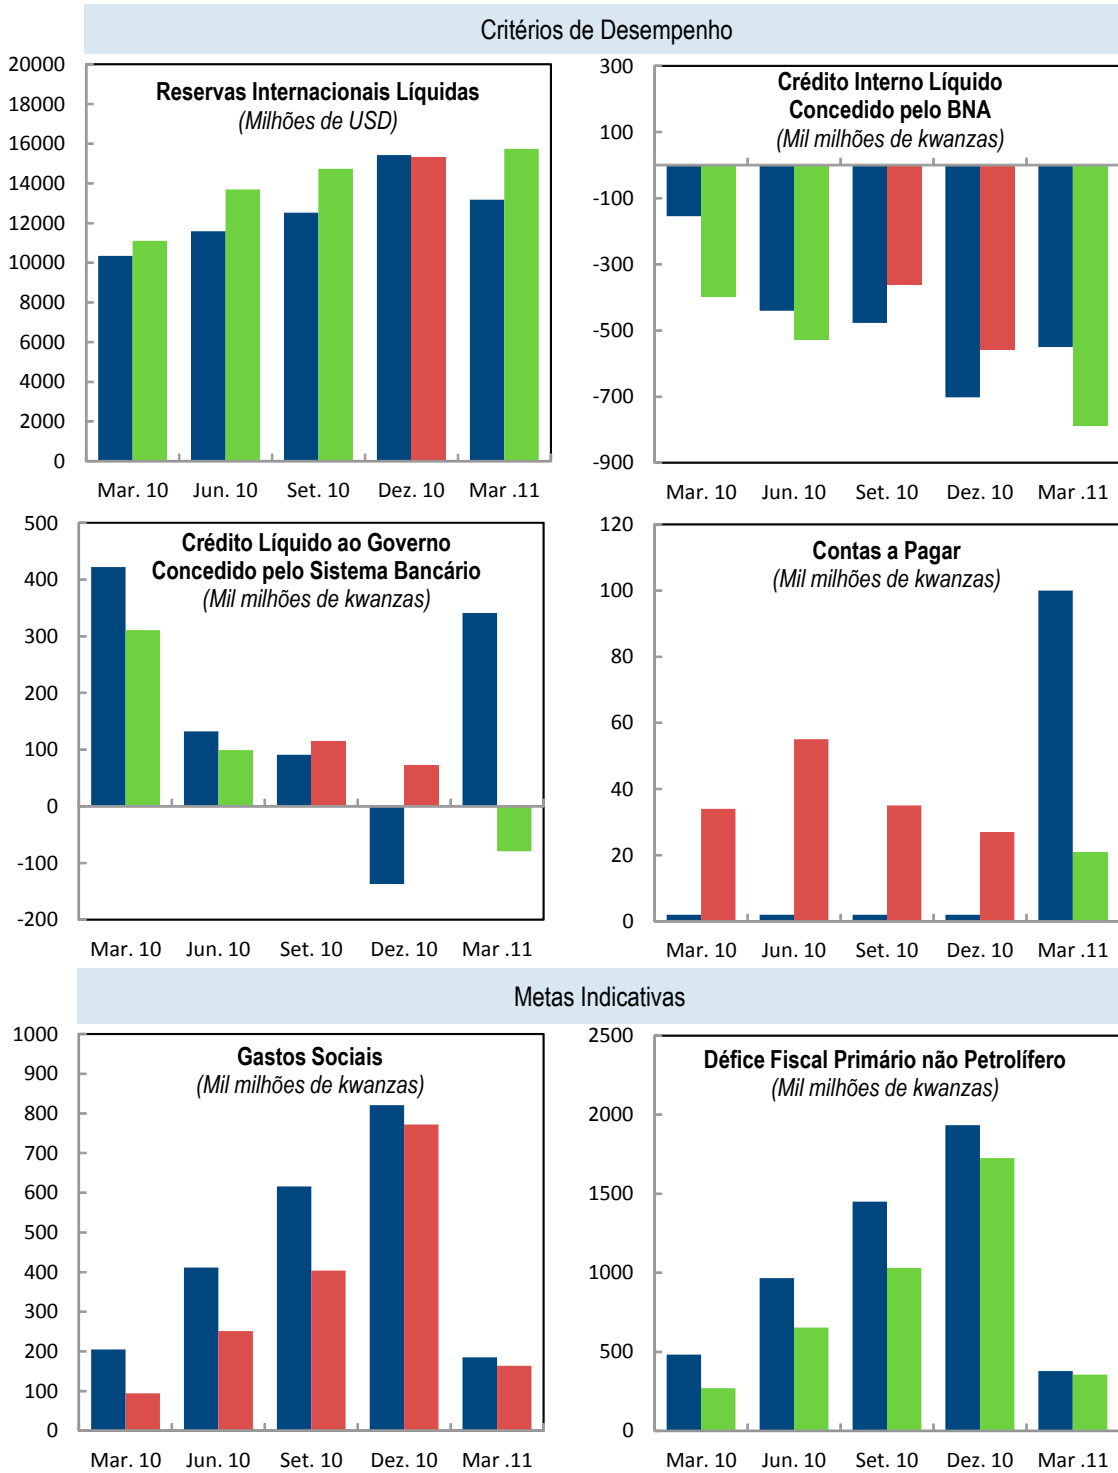 Critérios de Desempenho
Reservas Internacionais Líquidas
(Milhões de USD)
20000
18000
16000
14000
12000
10000
8000
6000
4000
2000
0
Mar. 10 Jun. 10 Set. 10 Dez. 10 Mar .11
Crédito Interno Líquido
Concedido pelo BNA
(Mil milhões de kwanzas)
300
100
-100
-300
-500
-700
-900
Mar. 10 Jun. 10 Set. 10 Dez. 10 Mar .11
Crédito Líquido ao Governo
Concedido pelo Sistema Bancário
(Mil milhões de kwanzas)
500
400
300
200
100
0
-100
-200
Mar. 10 Jun. 10 Set. 10 Dez. 10 Mar .11
Contas a Pagar
(Mil milhões de kwanzas)
120
100
80
60
40
20
0
Mar. 10 Jun. 10 Set. 10 Dez. 10 Mar .11
Metas Indicativas
Gastos Sociais
(Mil milhões de kwanzas)
1000
900
800
700
600
500
400
300
200
100
0
Mar. 10 Jun. 10 Set. 10 Dez. 10 Mar .11
Défice Fiscal Primário não Petrolífero
(Mil milhões de kwanzas)
2500
2000
1500
1000
500
0
Mar. 10 Jun. 10 Set. 10 Dez. 10 Mar .11